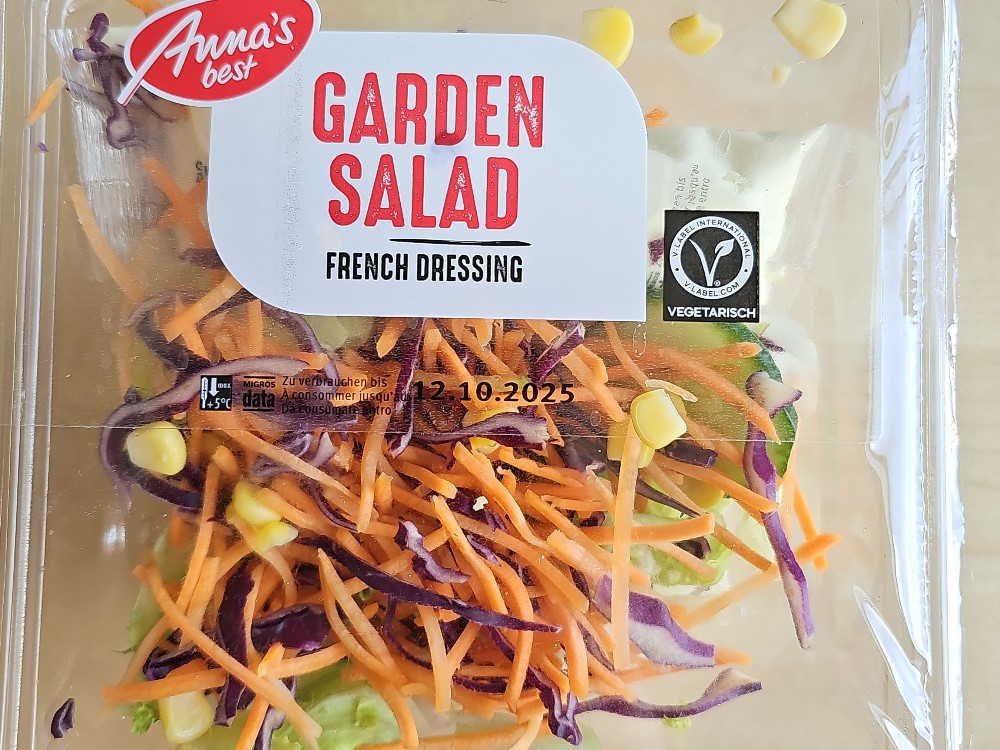 Anna's
best
GARDEN
SALAD
FRENCH DRESSING
V-LABEL INTERNATIONAL
V-LABEL.COM
VEGETARISCH
max
+5°C
MIGROS
data
Zu verbrauchen bis
À consommer jusqu'au
Da consumare entro
12.10.2025